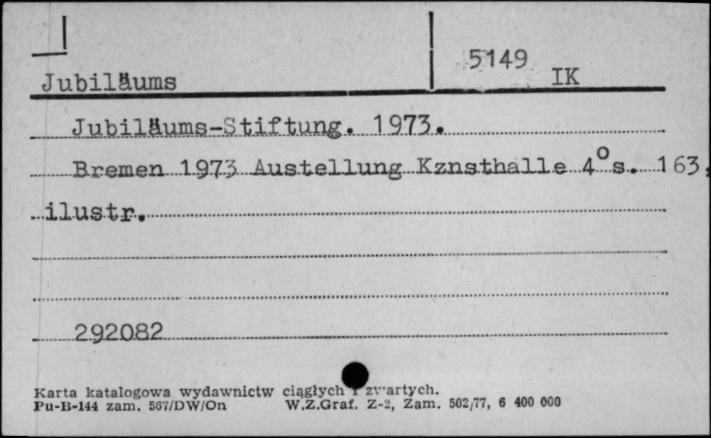 5149
Jubiläums IK
Jubiläums-Stiftung. 1973.
Bremen 1973 Austellung Kznsthalle 4° s. 163,
ilustr.
292082
Karta katalogowa wydawnictw ciągłych i zwartych.
Pu-B-144 zam. 567/DW/On W.Z.Graf. Z-2, Zam. 502/77, 6 400 000